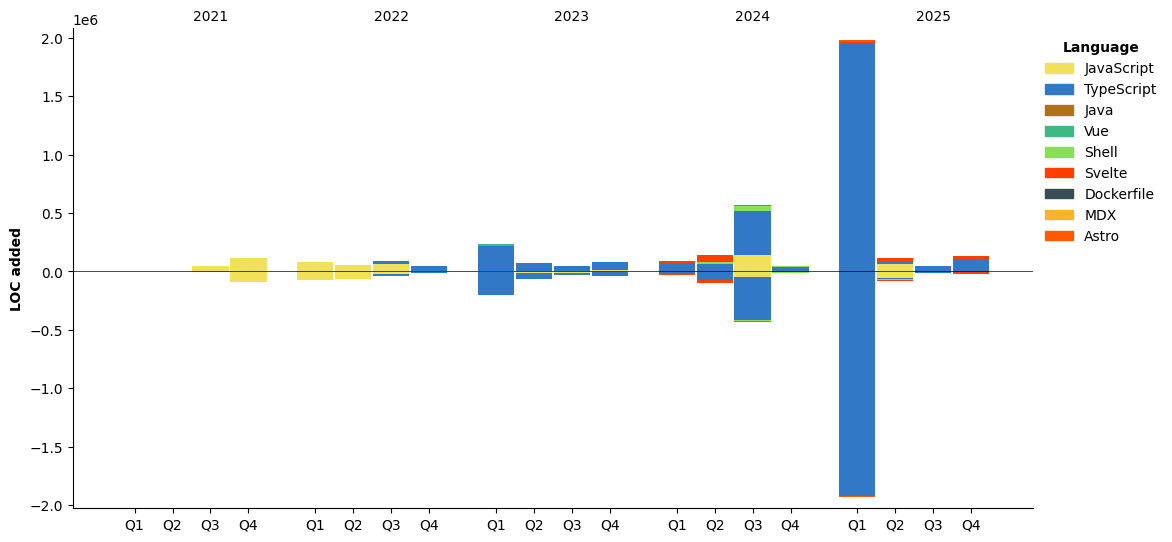 1e6
2021 2022 2023 2024 2025
2.0
1.5
1.0
0.5
0.0
−0.5
−1.0
−1.5
−2.0
LOC added
Q1 Q2 Q3 Q4 Q1 Q2 Q3 Q4 Q1 Q2 Q3 Q4 Q1 Q2 Q3 Q4 Q1 Q2 Q3 Q4
Language
JavaScript
TypeScript
Java
Vue
Shell
Svelte
Dockerfile
MDX
Astro